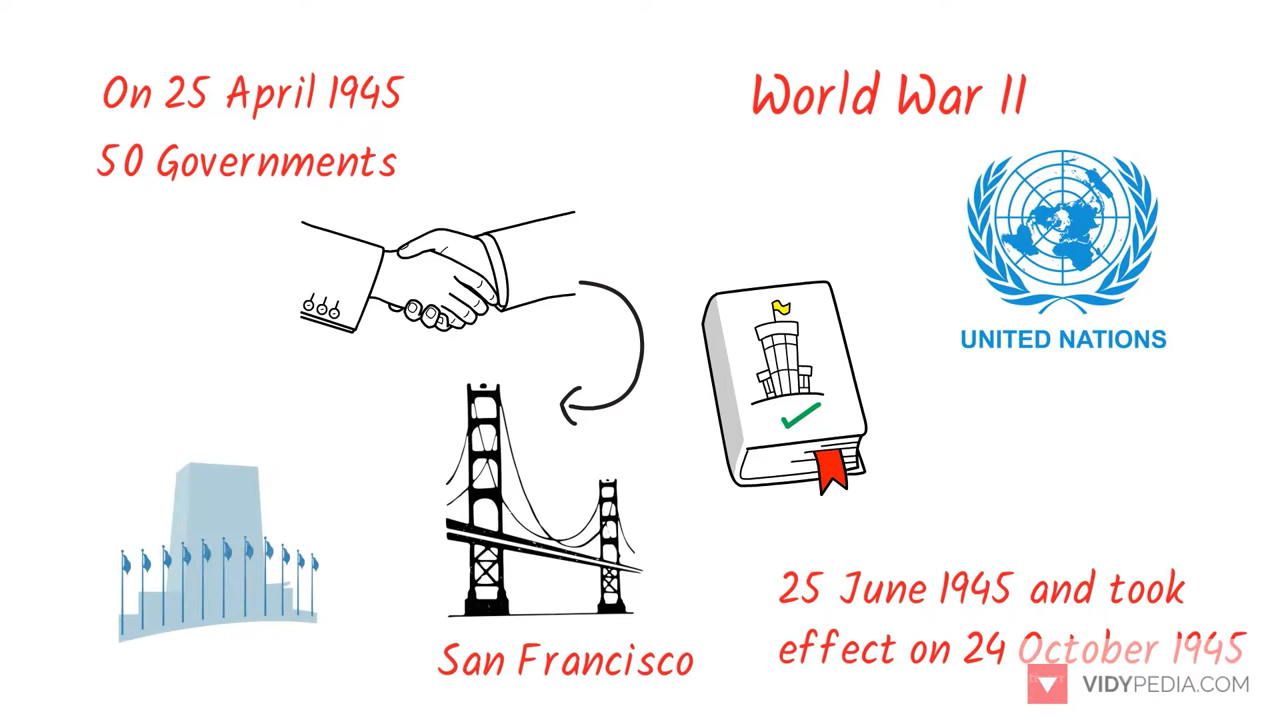 On 25 April 1945
50 Governments
World War II
UNITED NATIONS
San Francisco
25 June 1945 and took
effect on 24 October 1945
VIDYPEDIA.COM